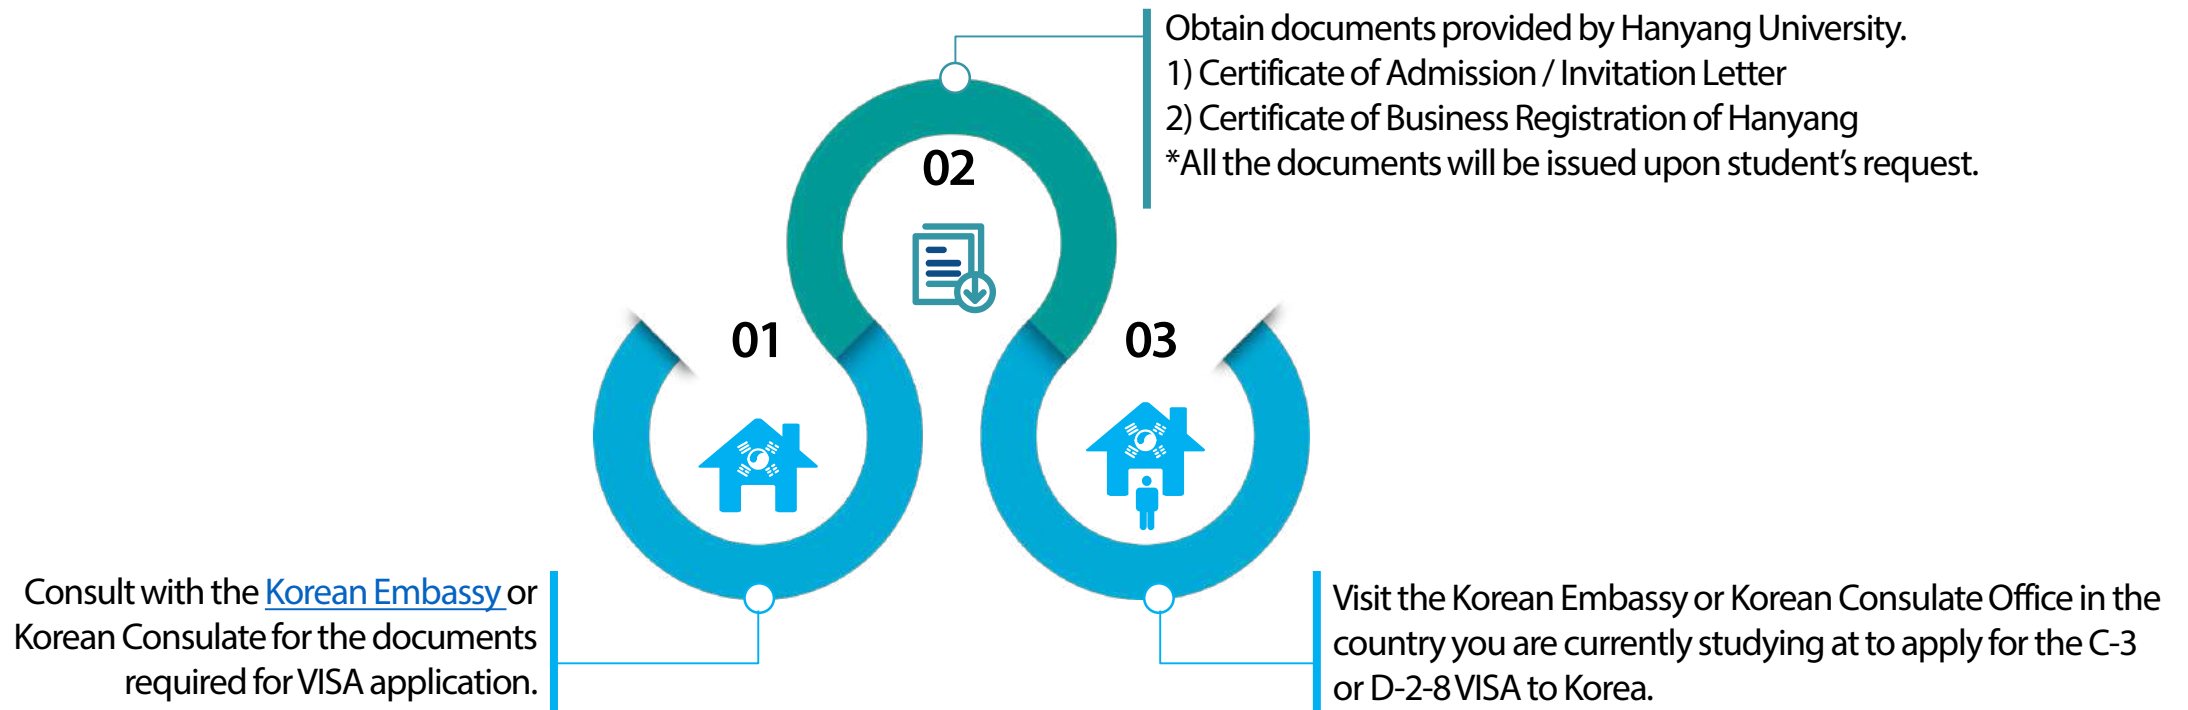 01
Consult with the Korean Embassy or
Korean Consulate for the documents
required for VISA application.
02
Obtain documents provided by Hanyang University.
1) Certificate of Admission / Invitation Letter
2) Certificate of Business Registration of Hanyang
*All the documents will be issued upon student’s request.
03
Visit the Korean Embassy or Korean Consulate Office in the
country you are currently studying at to apply for the C-3
or D-2-8 VISA to Korea.